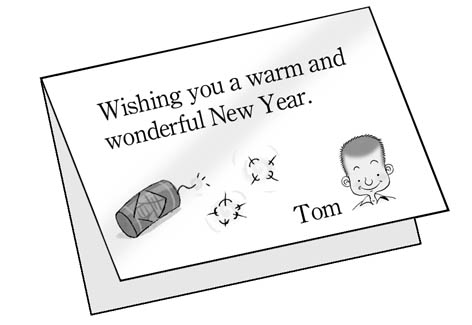 Wishing you a warm and
wonderful New Year.
Tom